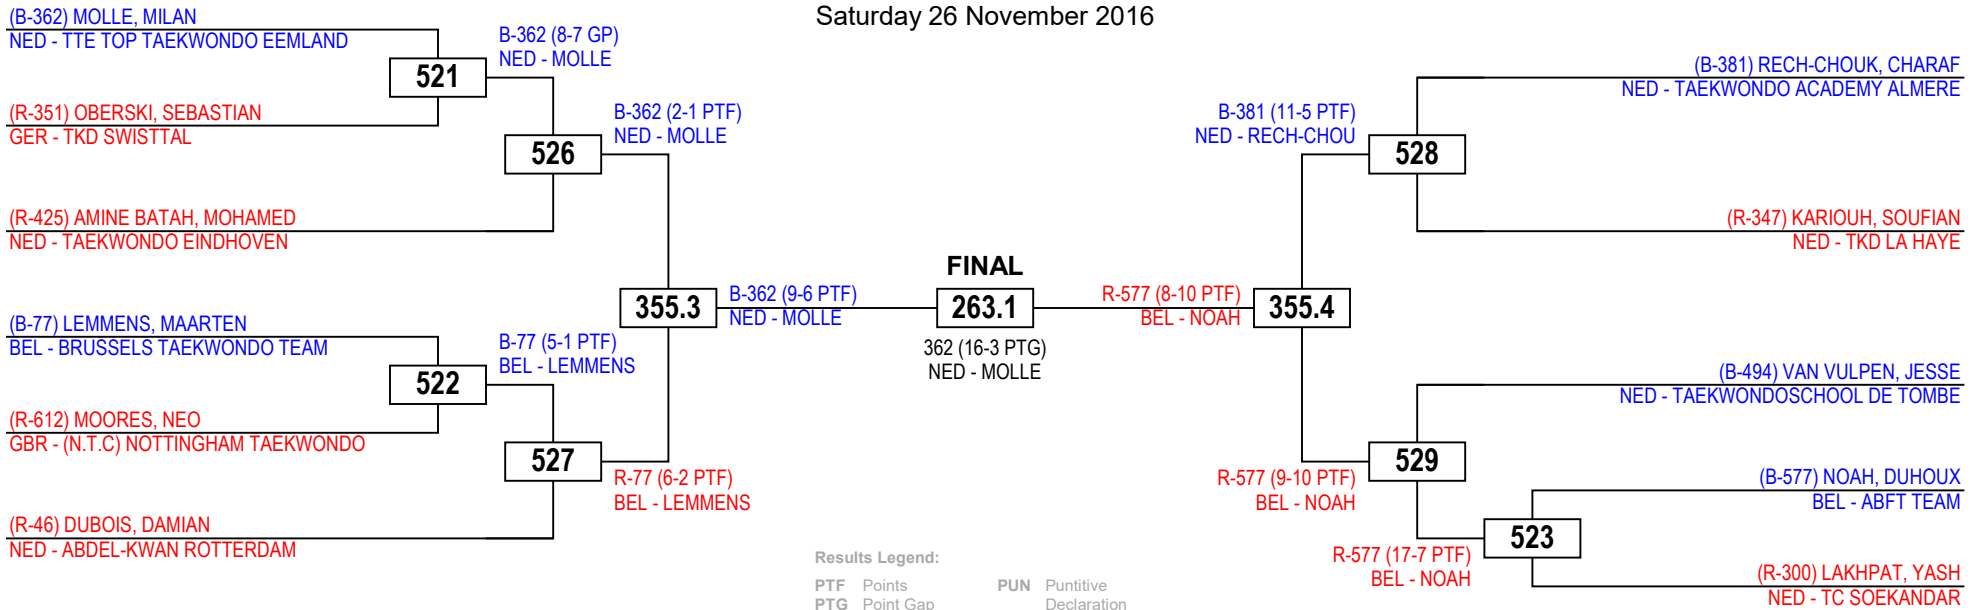 Saturday 26 November 2016
(B-362) MOLLE, MILAN
NED - TTE TOP TAEKWONDO EEMLAND
521
(R-351) OBERSKI, SEBASTIAN
GER - TKD SWISTTAL
B-362 (8-7 GP)
NED - MOLLE
526
(R-425) AMINE BATAH, MOHAMED
NED - TAEKWONDO EINDHOVEN
B-362 (2-1 PTF)
NED - MOLLE
355.3
(B-77) LEMMENS, MAARTEN
BEL - BRUSSELS TAEKWONDO TEAM
522
(R-612) MOORES, NEO
GBR - (N.T.C) NOTTINGHAM TAEKWONDO
B-77 (5-1 PTF)
BEL - LEMMENS
527
(R-46) DUBOIS, DAMIAN
NED - ABDEL-KWAN ROTTERDAM
R-77 (6-2 PTF)
BEL - LEMMENS
B-362 (9-6 PTF)
NED - MOLLE
FINAL
263.1
362 (16-3 PTG)
NED - MOLLE
R-577 (8-10 PTF)
BEL - NOAH
355.4
B-381 (11-5 PTF)
NED - RECH-CHOU
528
(B-381) RECH-CHOUK, CHARAF
NED - TAEKWONDO ACADEMY ALMERE
(R-347) KARIOUH, SOUFIAN
NED - TKD LA HAYE
R-577 (9-10 PTF)
BEL - NOAH
529
(B-494) VAN VULPEN, JESSE
NED - TAEKWONDOSCHOOL DE TOMBE
R-577 (17-7 PTF)
BEL - NOAH
523
(B-577) NOAH, DUHOUX
BEL - ABFT TEAM
(R-300) LAKHPAT, YASH
NED - TC SOEKANDAR
Results Legend:
PTF Points PUN Puntitive
PTG Point Gap Declaration